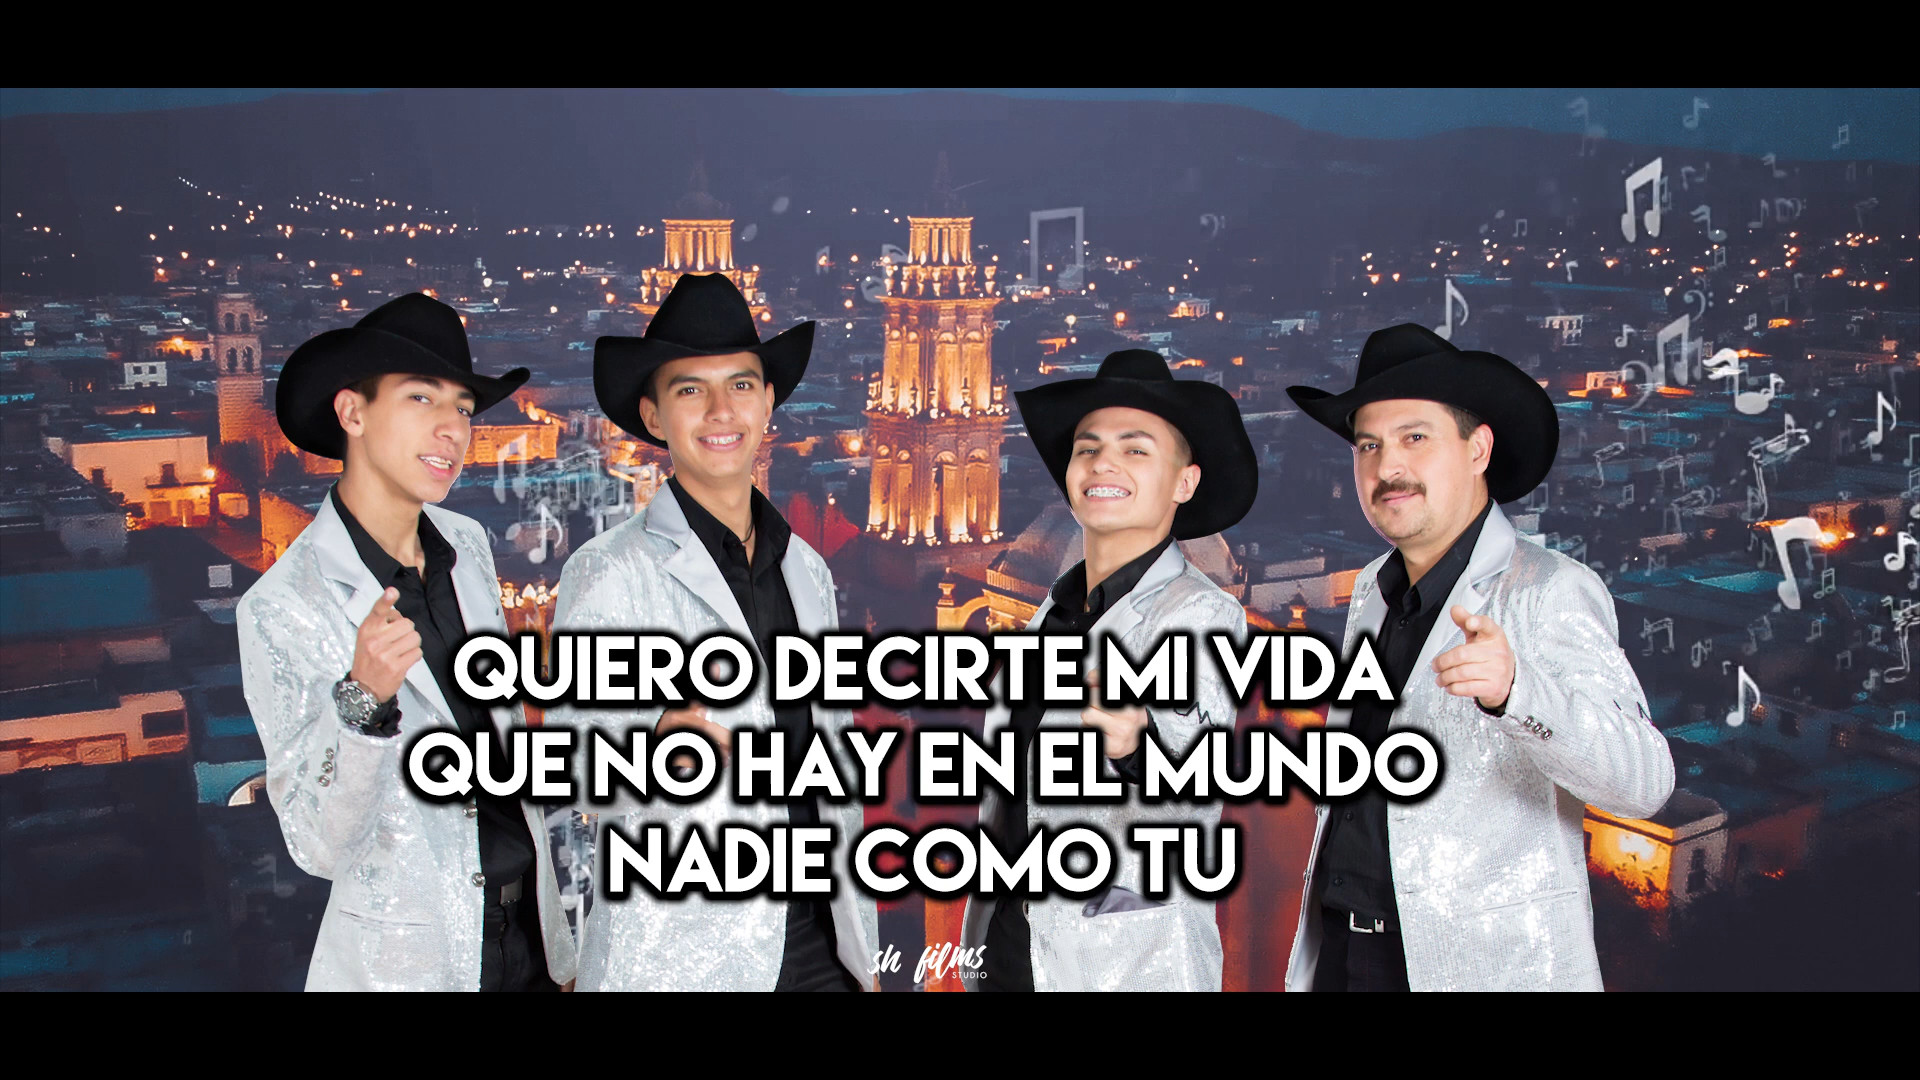 QUIERO DECIRTE MI VIDA
QUE NO HAY EN EL MUNDO
NADIE COMO TU
sh films
STUDIO